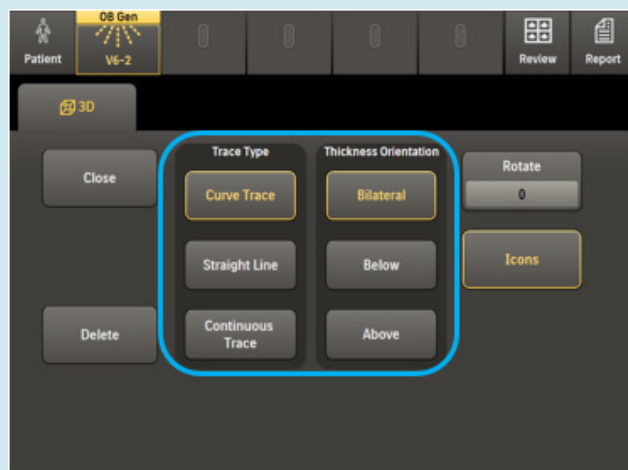 OB Gen
Patient
V6-2
Review
Report
3D
Trace Type
Thickness Orientation
Close
Curve Trace
Bilateral
Rotate
0
Straight Line
Below
Icons
Delete
Continuous
Trace
Above